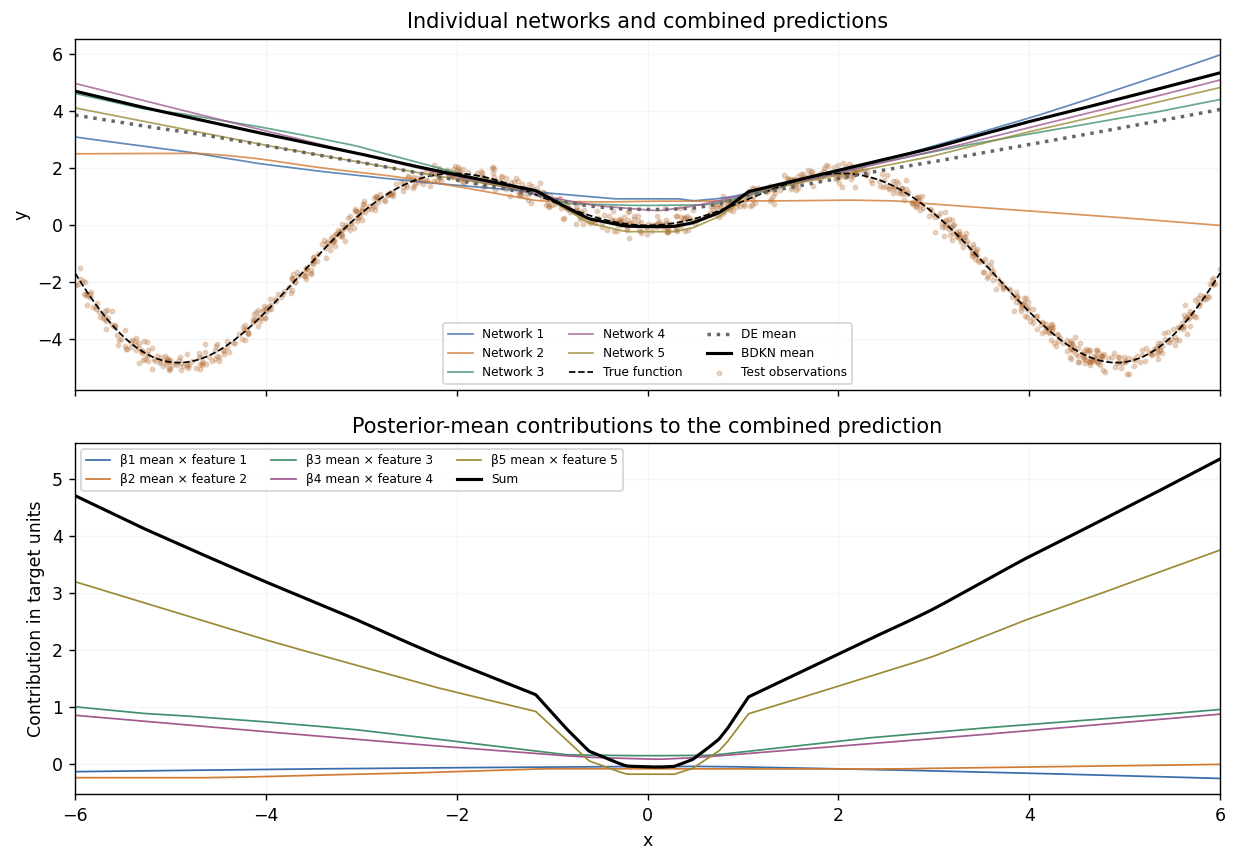 Individual networks and combined predictions
6
4
2
0
−2
−4
y
Network 1
Network 2
Network 3
Network 4
Network 5
True function
DE mean
BDKN mean
Test observations
Posterior-mean contributions to the combined prediction
β1 mean × feature 1
β2 mean × feature 2
β3 mean × feature 3
β4 mean × feature 4
β5 mean × feature 5
Sum
5
4
3
2
1
0
Contribution in target units
−6
−4
−2
0
2
4
6
x